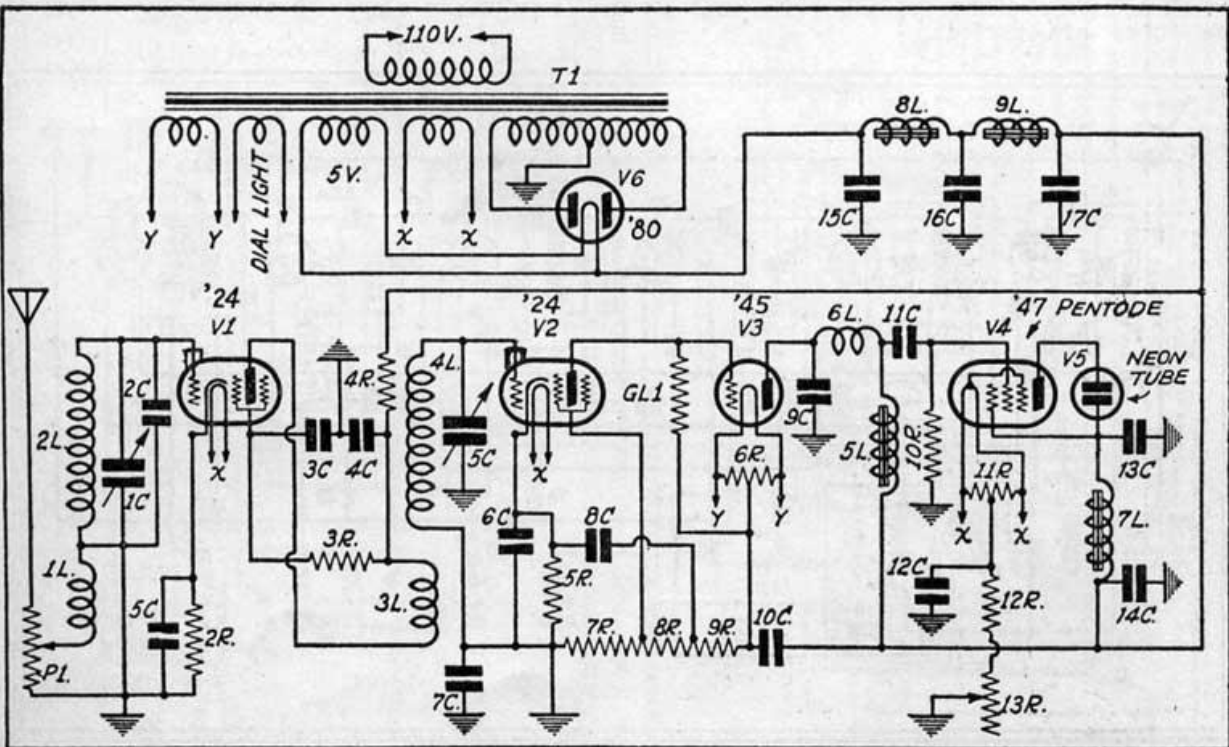 110V.
T1
8L.
9L.
5V.
V6
'80
15C
16C
17C
Y
Y
DIAL LIGHT
X
X
'24
V1
'24
V2
'45
V3
6L.
11C
'47 PENTODE
V4
V5
NEON TUBE
2L
2C
1C
X
4R.
3C
4C
4L.
5C
X
GL1
9C
6R.
Y
Y
5L
10R.
11R
X
X
13C
7L.
1L.
P1.
5C
2R.
3R.
3L.
6C
8C
5R.
7R.
8R.
9R.
10C.
7C.
12C
12R.
13R.
14C.